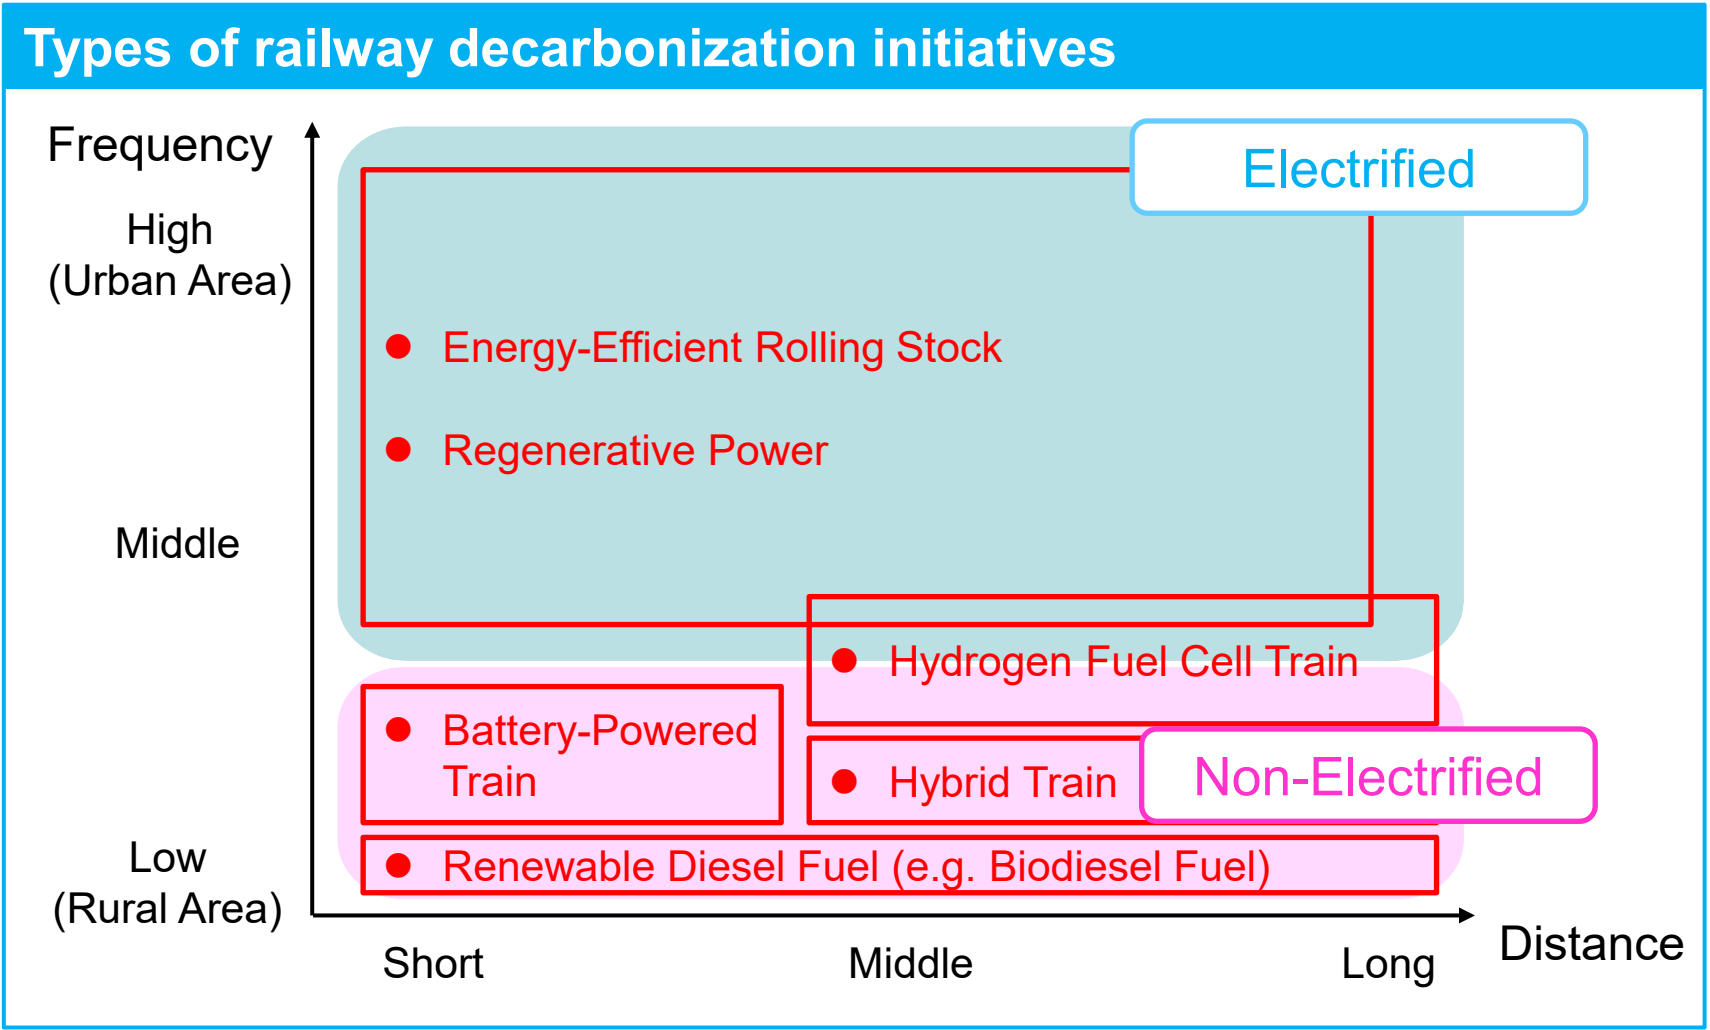 Types of railway decarbonization initiatives
Frequency
Electrified
High
(Urban Area)
● Energy-Efficient Rolling Stock
● Regenerative Power
Middle
● Hydrogen Fuel Cell Train
● Battery-Powered
Train
● Hybrid Train
Non-Electrified
Low
(Rural Area)
● Renewable Diesel Fuel (e.g. Biodiesel Fuel)
Short
Middle
Long
Distance